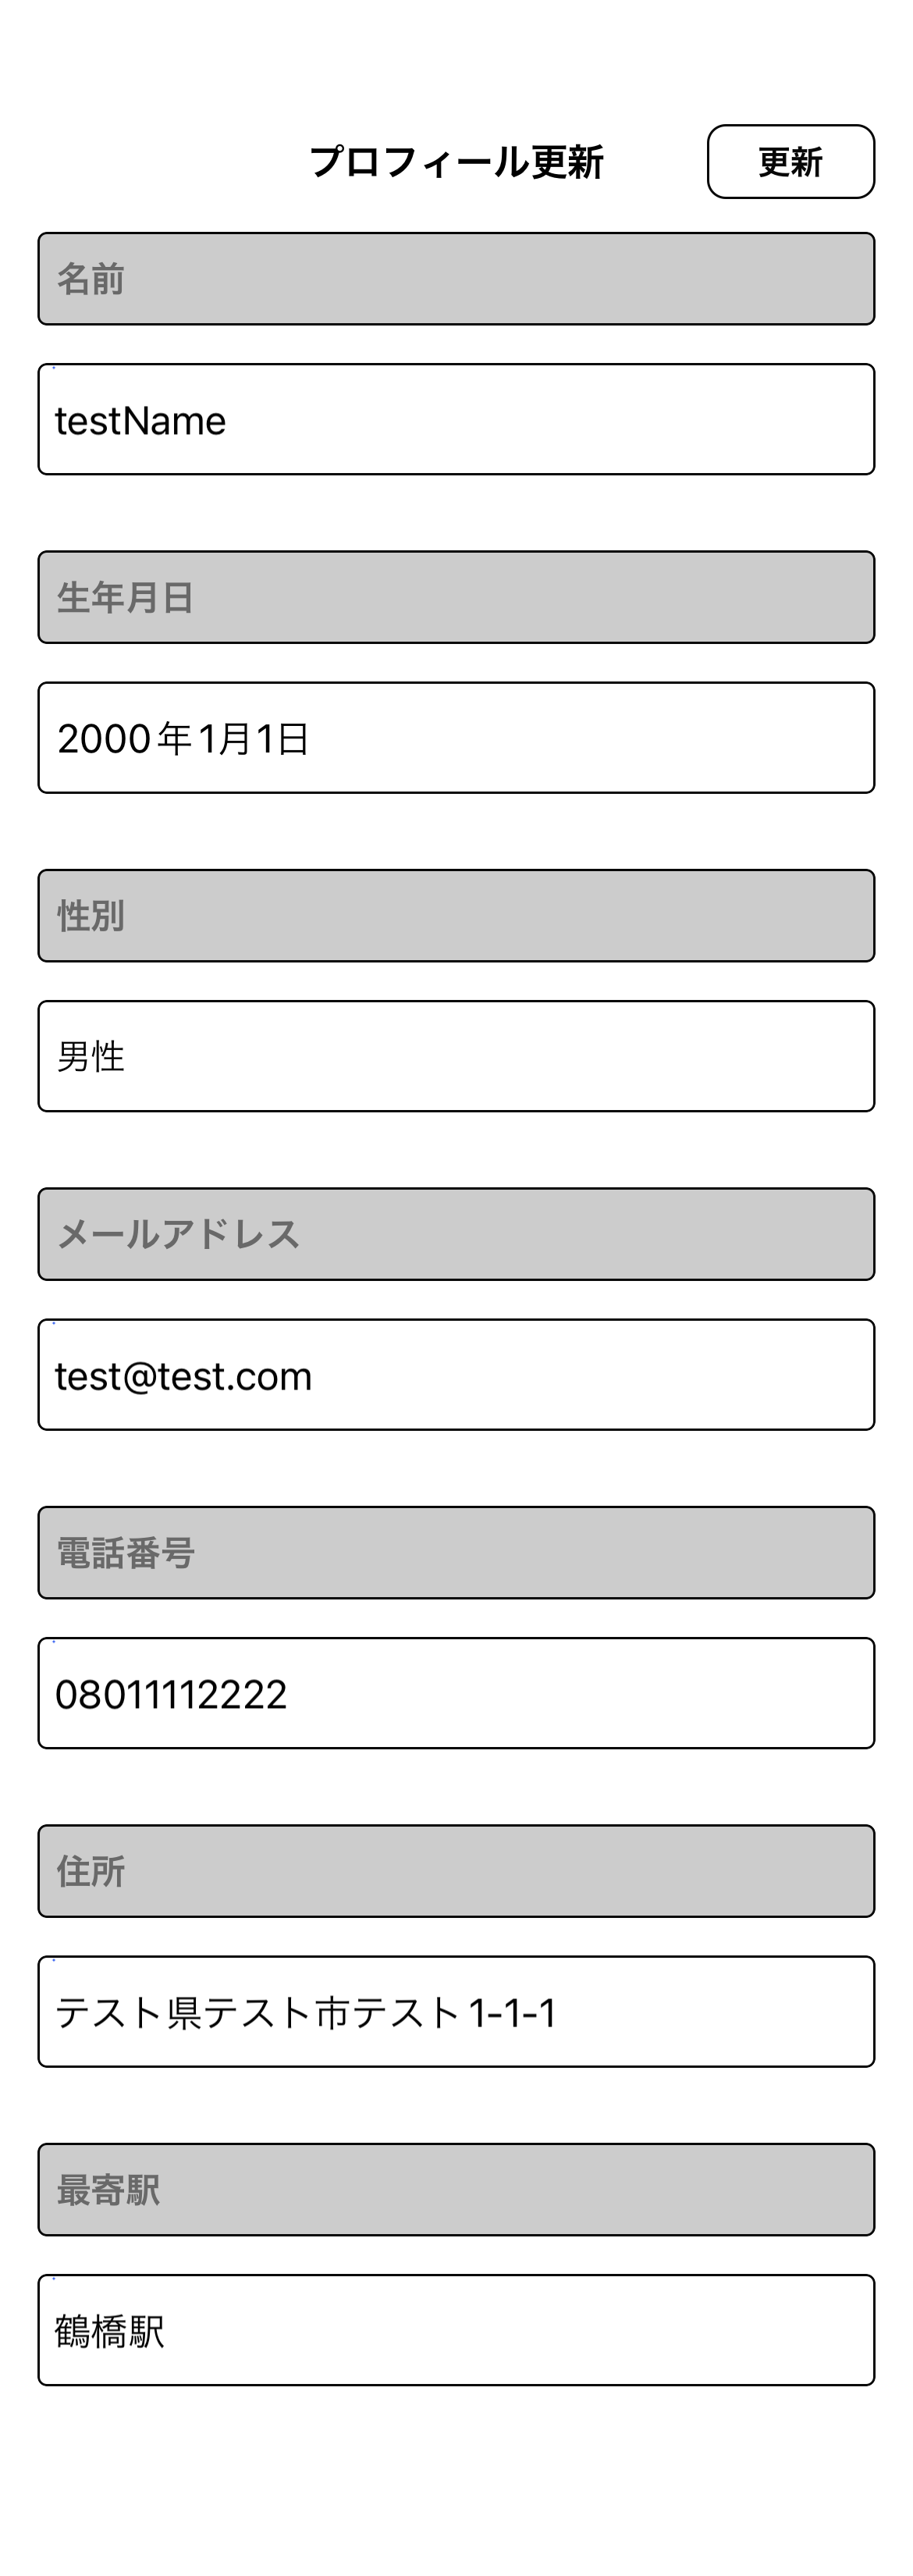 プロフィール更新
更新
名前
testName
生年月日
2000年1月1日
性別
男性
メールアドレス
test@test.com
電話番号
08011112222
住所
テスト県テスト市テスト1-1-1
最寄駅
鶴橋駅